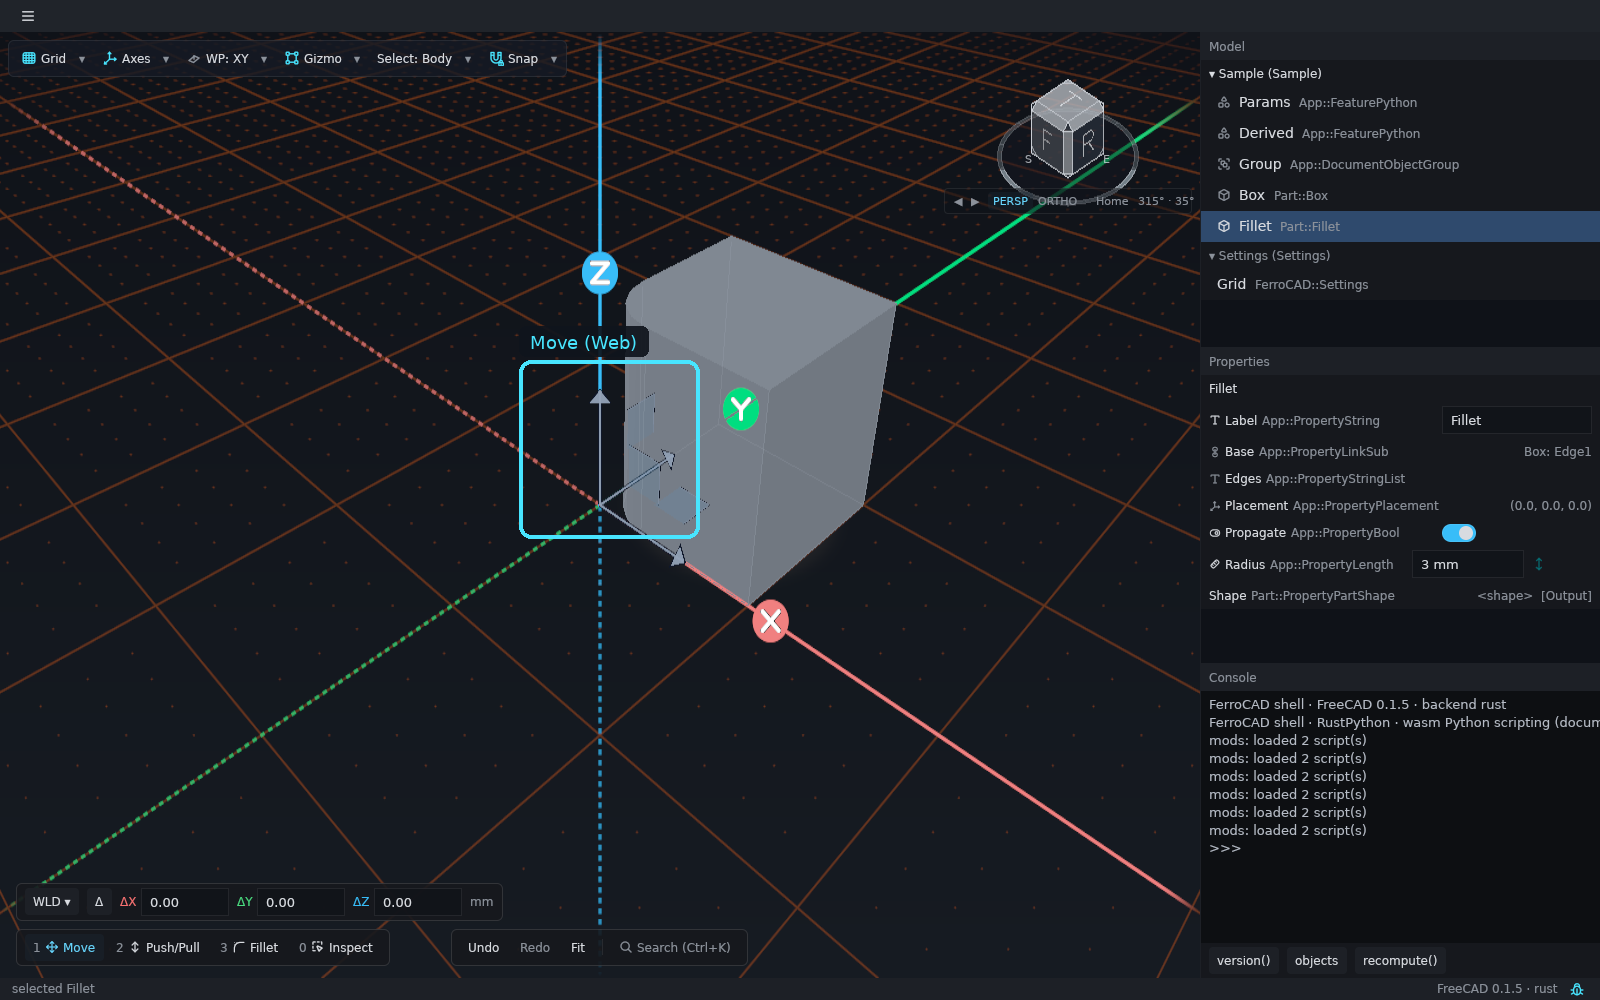 Grid ▾ Axes ▾ WP: XY ▾ Gizmo ▾ Select: Body ▾ Snap ▾
T
F R
S E
◀ ▶ PERSP ORTHO Home 315° · 35°
Z
Move (Web)
Y
X
WLD ▾ Δ ΔX 0.00 ΔY 0.00 ΔZ 0.00 mm
1 Move 2 Push/Pull 3 Fillet 0 Inspect
Undo Redo Fit Search (Ctrl+K)
selected Fillet
Model
▾ Sample (Sample)
Params App::FeaturePython
Derived App::FeaturePython
Group App::DocumentObjectGroup
Box Part::Box
Fillet Part::Fillet
▾ Settings (Settings)
Grid FerroCAD::Settings
Properties
Fillet
Label App::PropertyString Fillet
Base App::PropertyLinkSub Box: Edge1
Edges App::PropertyStringList
Placement App::PropertyPlacement (0.0, 0.0, 0.0)
Propagate App::PropertyBool
Radius App::PropertyLength 3 mm
Shape Part::PropertyPartShape <shape> [Output]
Console
FerroCAD shell · FreeCAD 0.1.5 · backend rust
FerroCAD shell · RustPython · wasm Python scripting (docum
mods: loaded 2 script(s)
mods: loaded 2 script(s)
mods: loaded 2 script(s)
mods: loaded 2 script(s)
mods: loaded 2 script(s)
mods: loaded 2 script(s)
>>>
version() objects recompute()
FreeCAD 0.1.5 · rust